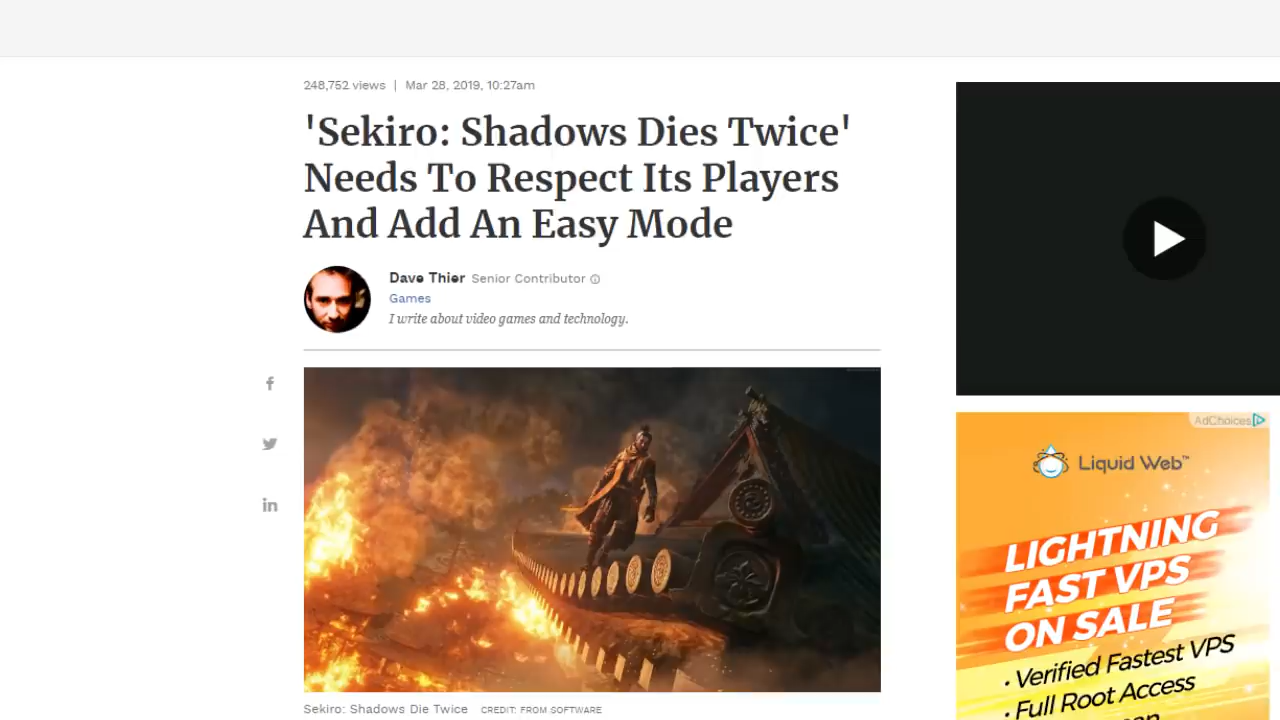 248,752 views | Mar 28, 2019, 10:27am
'Sekiro: Shadows Dies Twice'
Needs To Respect Its Players
And Add An Easy Mode
Dave Thier Senior Contributor
Games
I write about video games and technology.
Sekiro: Shadows Die Twice CREDIT: FROM SOFTWARE
AdChoices
Liquid Web™
LIGHTNING
FAST VPS
ON SALE
· Verified Fastest VPS
· Full Root Access